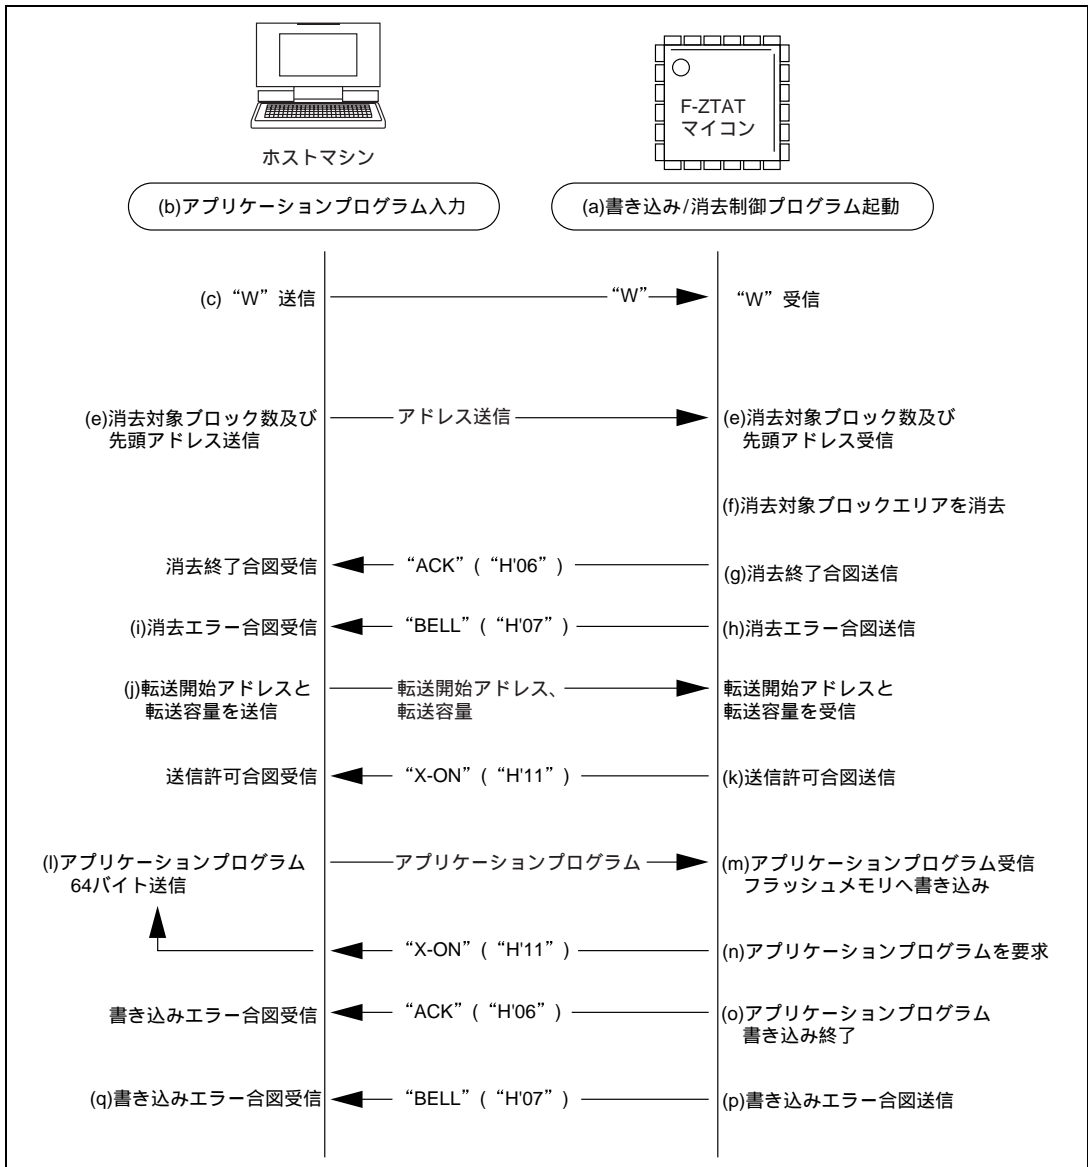 F-ZTAT
マイコン
ホストマシン
(b)アプリケーションプログラム入力
(a)書き込み/消去制御プログラム起動
(c) “W” 送信
“W”
“W” 受信
(e)消去対象ブロック数及び
先頭アドレス送信
アドレス送信
(e)消去対象ブロック数及び
先頭アドレス受信
(f)消去対象ブロックエリアを消去
消去終了合図受信
“ACK” ( “H'06” )
(g)消去終了合図送信
(i)消去エラー合図受信
“BELL” ( “H'07” )
(h)消去エラー合図送信
(j)転送開始アドレスと
転送容量を送信
転送開始アドレス、
転送容量
転送開始アドレスと
転送容量を受信
送信許可合図受信
“X-ON” ( “H'11” )
(k)送信許可合図送信
(l)アプリケーションプログラム
64バイト送信
アプリケーションプログラム
(m)アプリケーションプログラム受信
フラッシュメモリへ書き込み
“X-ON” ( “H'11” )
(n)アプリケーションプログラムを要求
書き込みエラー合図受信
“ACK” ( “H'06” )
(o)アプリケーションプログラム
書き込み終了
(q)書き込みエラー合図受信
“BELL” ( “H'07” )
(p)書き込みエラー合図送信